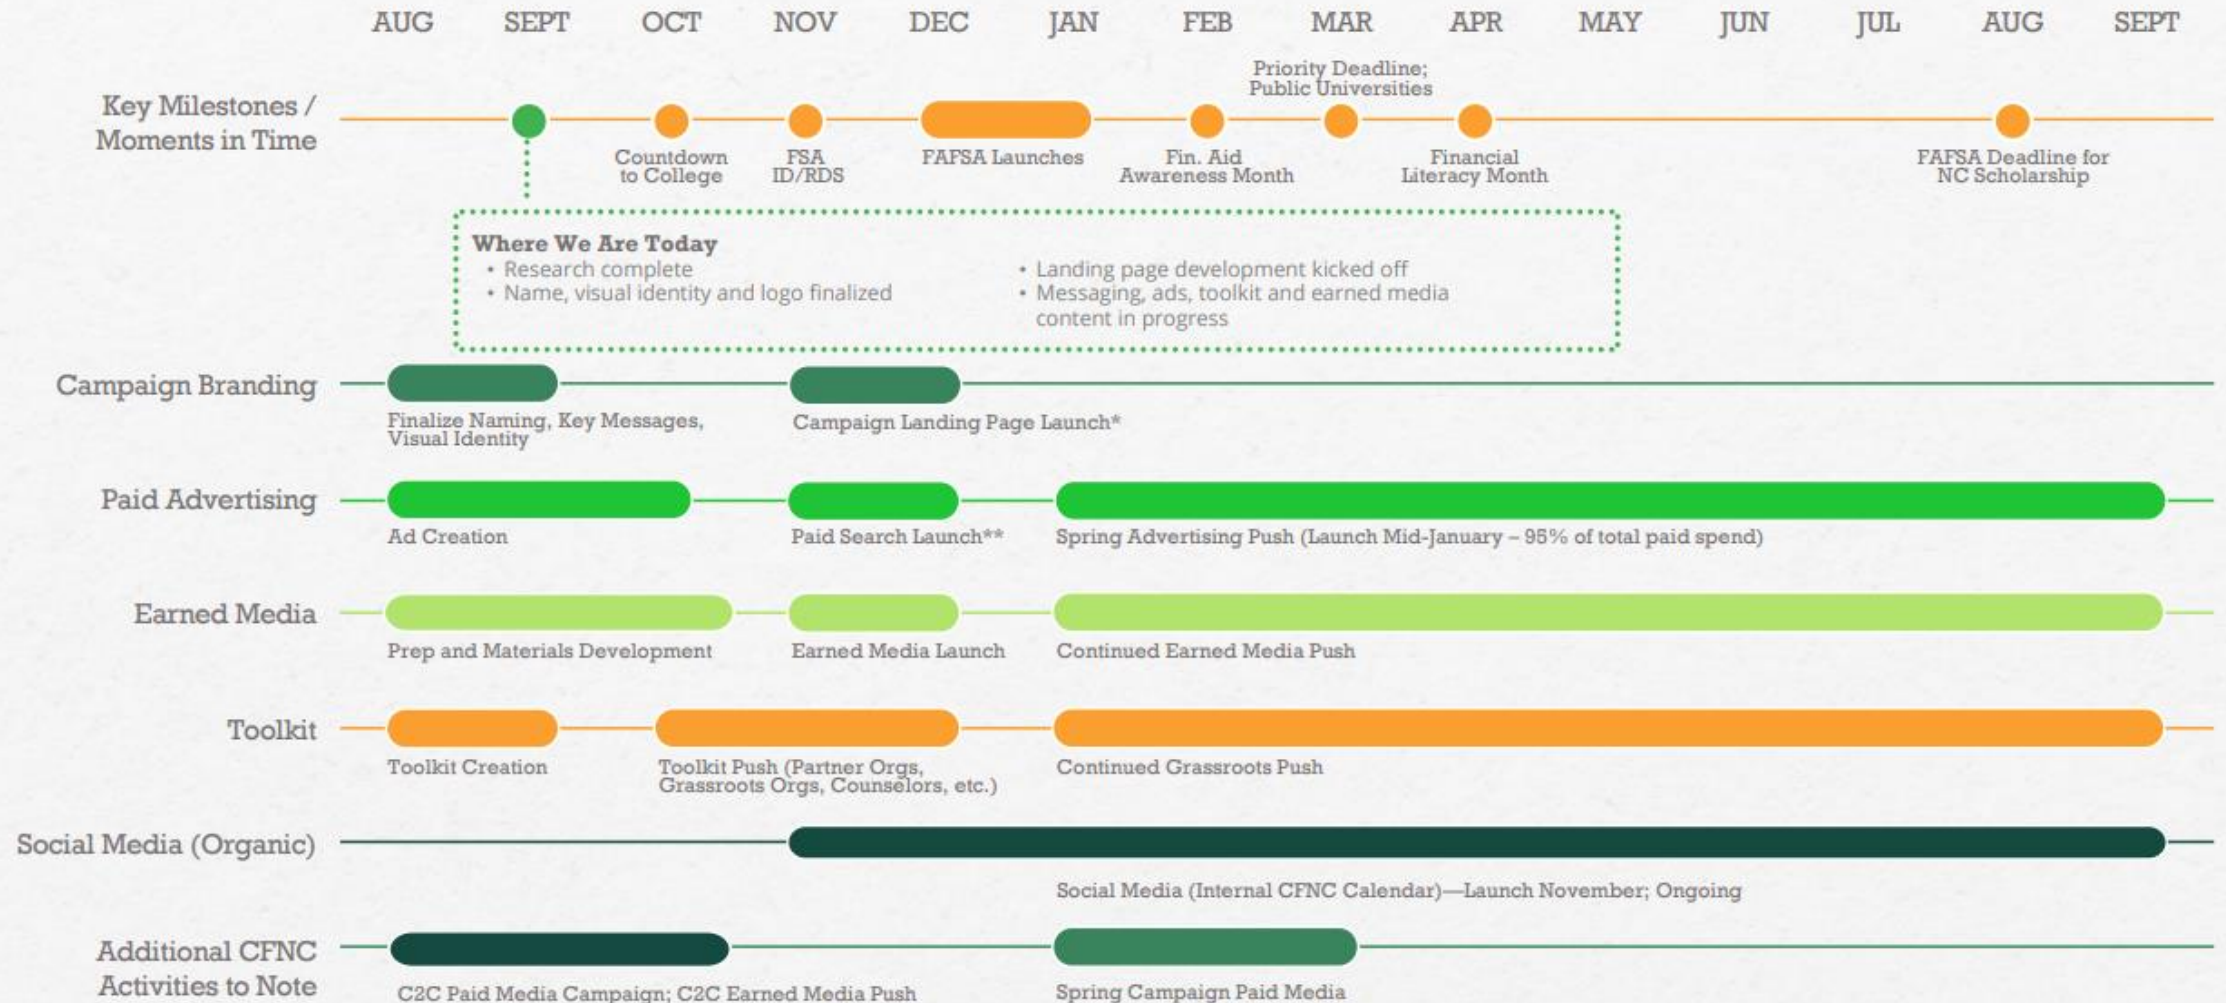 AUG SEPT OCT NOV DEC JAN FEB MAR APR MAY JUN JUL AUG SEPT
Key Milestones /
Moments in Time
Priority Deadline;
Public Universities
Countdown
to College
FSA
ID/RDS
FAFSA Launches
Fin. Aid
Awareness Month
Financial
Literacy Month
FAFSA Deadline for
NC Scholarship
Where We Are Today
• Research complete
• Name, visual identity and logo finalized
• Landing page development kicked off
• Messaging, ads, toolkit and earned media
content in progress
Campaign Branding
Finalize Naming, Key Messages,
Visual Identity
Campaign Landing Page Launch*
Paid Advertising
Ad Creation
Paid Search Launch**
Spring Advertising Push (Launch Mid-January – 95% of total paid spend)
Earned Media
Prep and Materials Development
Earned Media Launch
Continued Earned Media Push
Toolkit
Toolkit Creation
Toolkit Push (Partner Orgs,
Grassroots Orgs, Counselors, etc.)
Continued Grassroots Push
Social Media (Organic)
Social Media (Internal CFNC Calendar)—Launch November; Ongoing
Additional CFNC
Activities to Note
C2C Paid Media Campaign; C2C Earned Media Push
Spring Campaign Paid Media